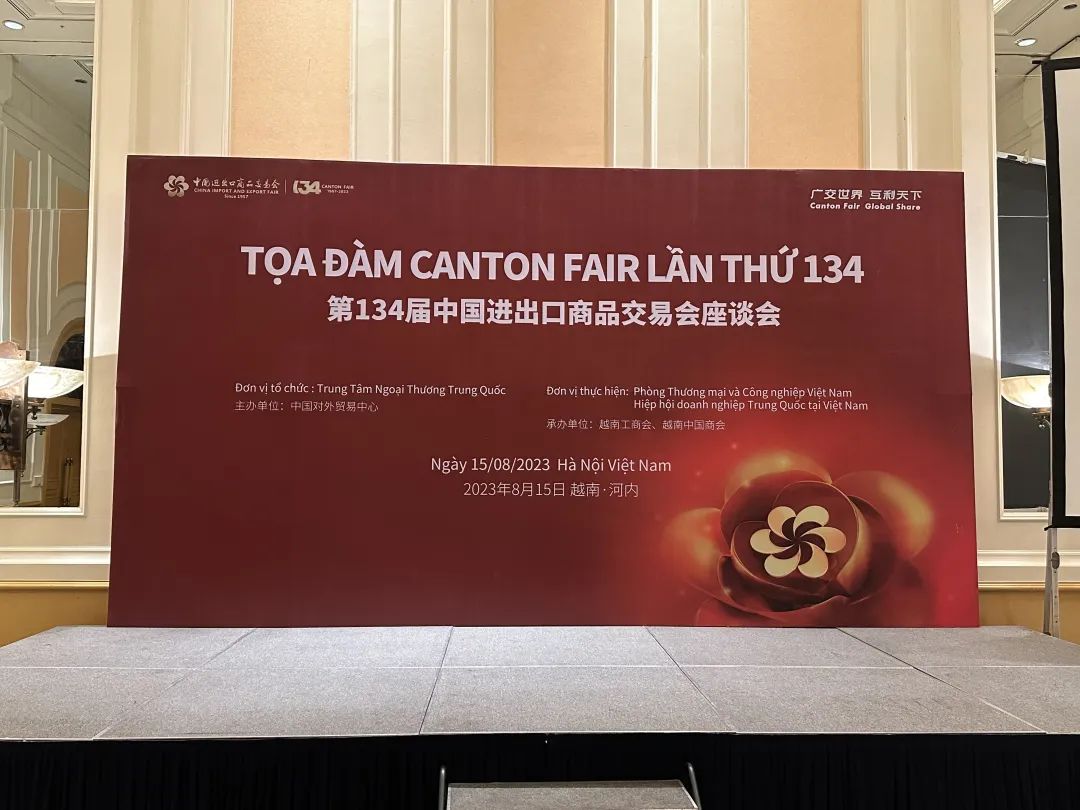 中国进出口商品交易会
CHINA IMPORT AND EXPORT FAIR
Since 1957
134 CANTON FAIR
1957-2023
广交世界 互利天下
Canton Fair Global Share
TỌA ĐÀM CANTON FAIR LẦN THỨ 134
第134届中国进出口商品交易会座谈会
Đơn vị tổ chức : Trung Tâm Ngoại Thương Trung Quốc
主办单位：中国对外贸易中心
Đơn vị thực hiện: Phòng Thương mại và Công nghiệp Việt Nam
Hiệp hội doanh nghiệp Trung Quốc tại Việt Nam
承办单位：越南工商会、越南中国商会
Ngày 15/08/2023 Hà Nội Việt Nam
2023年8月15日 越南·河内